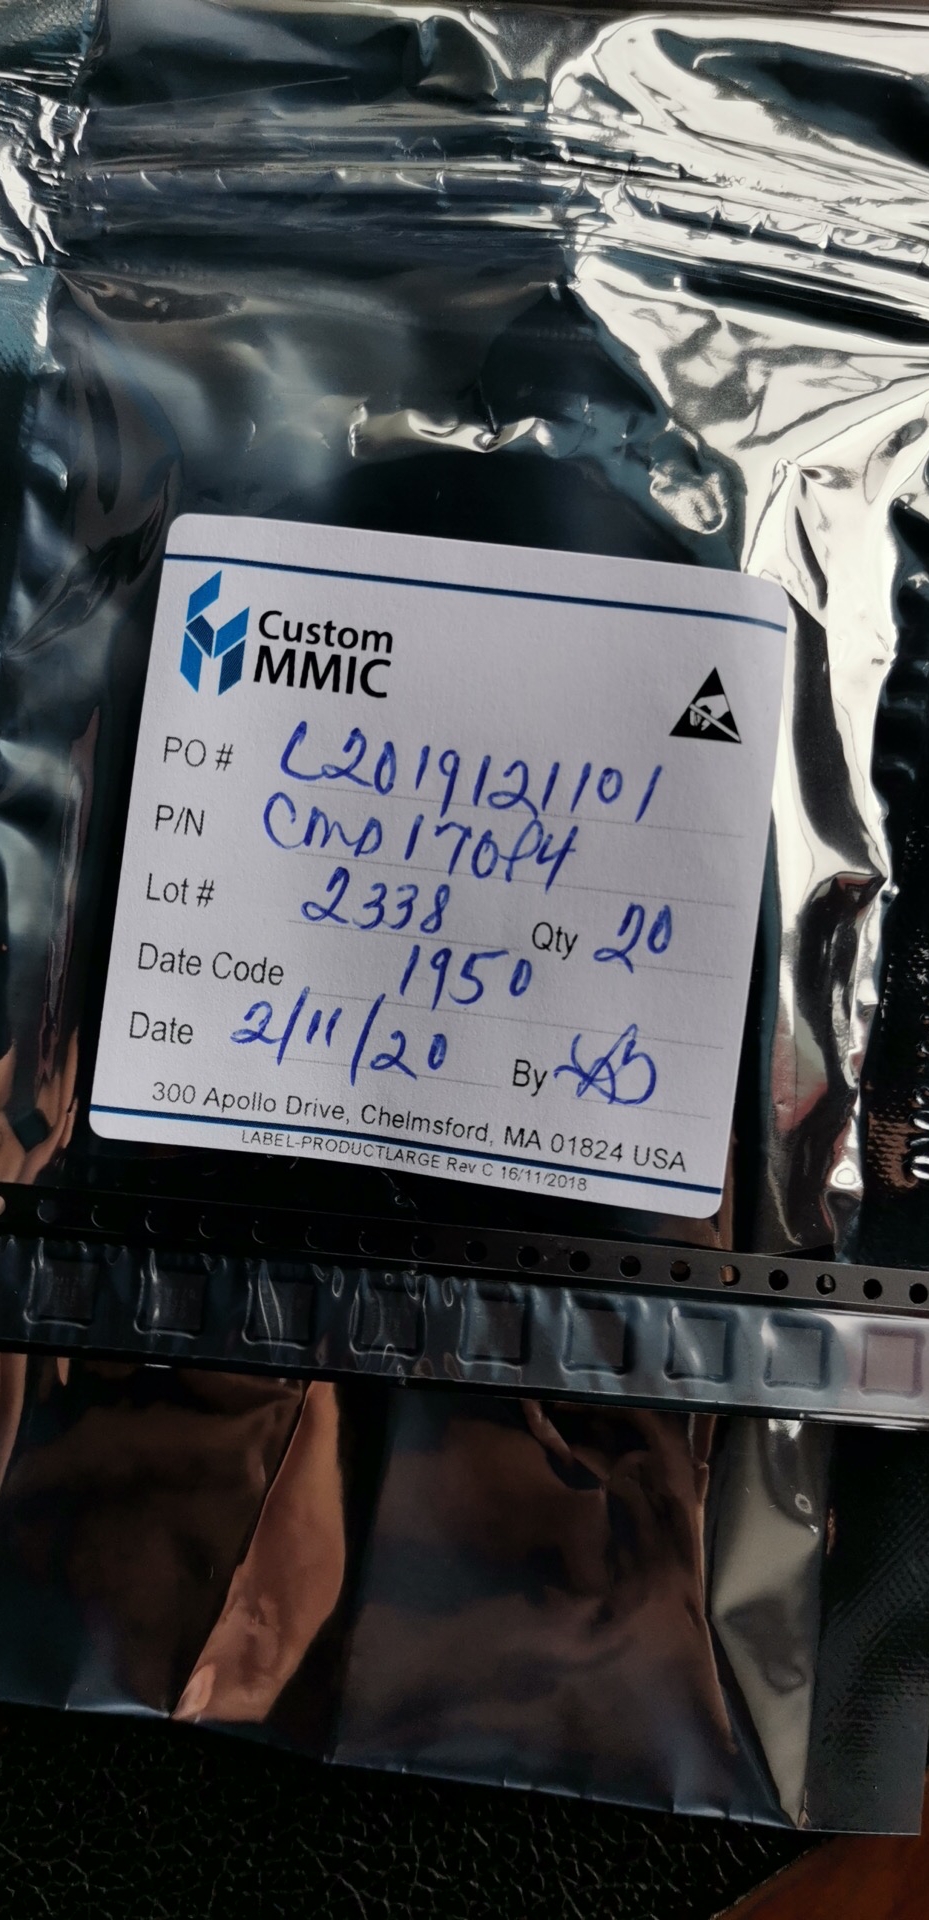 Custom
MMIC
PO # C2019121101
P/N CMD170P4
Lot # 2338 Qty 20
Date Code 1950
Date 2/11/20 By
300 Apollo Drive, Chelmsford, MA 01824 USA
LABEL-PRODUCTLARGE Rev C 16/11/2018